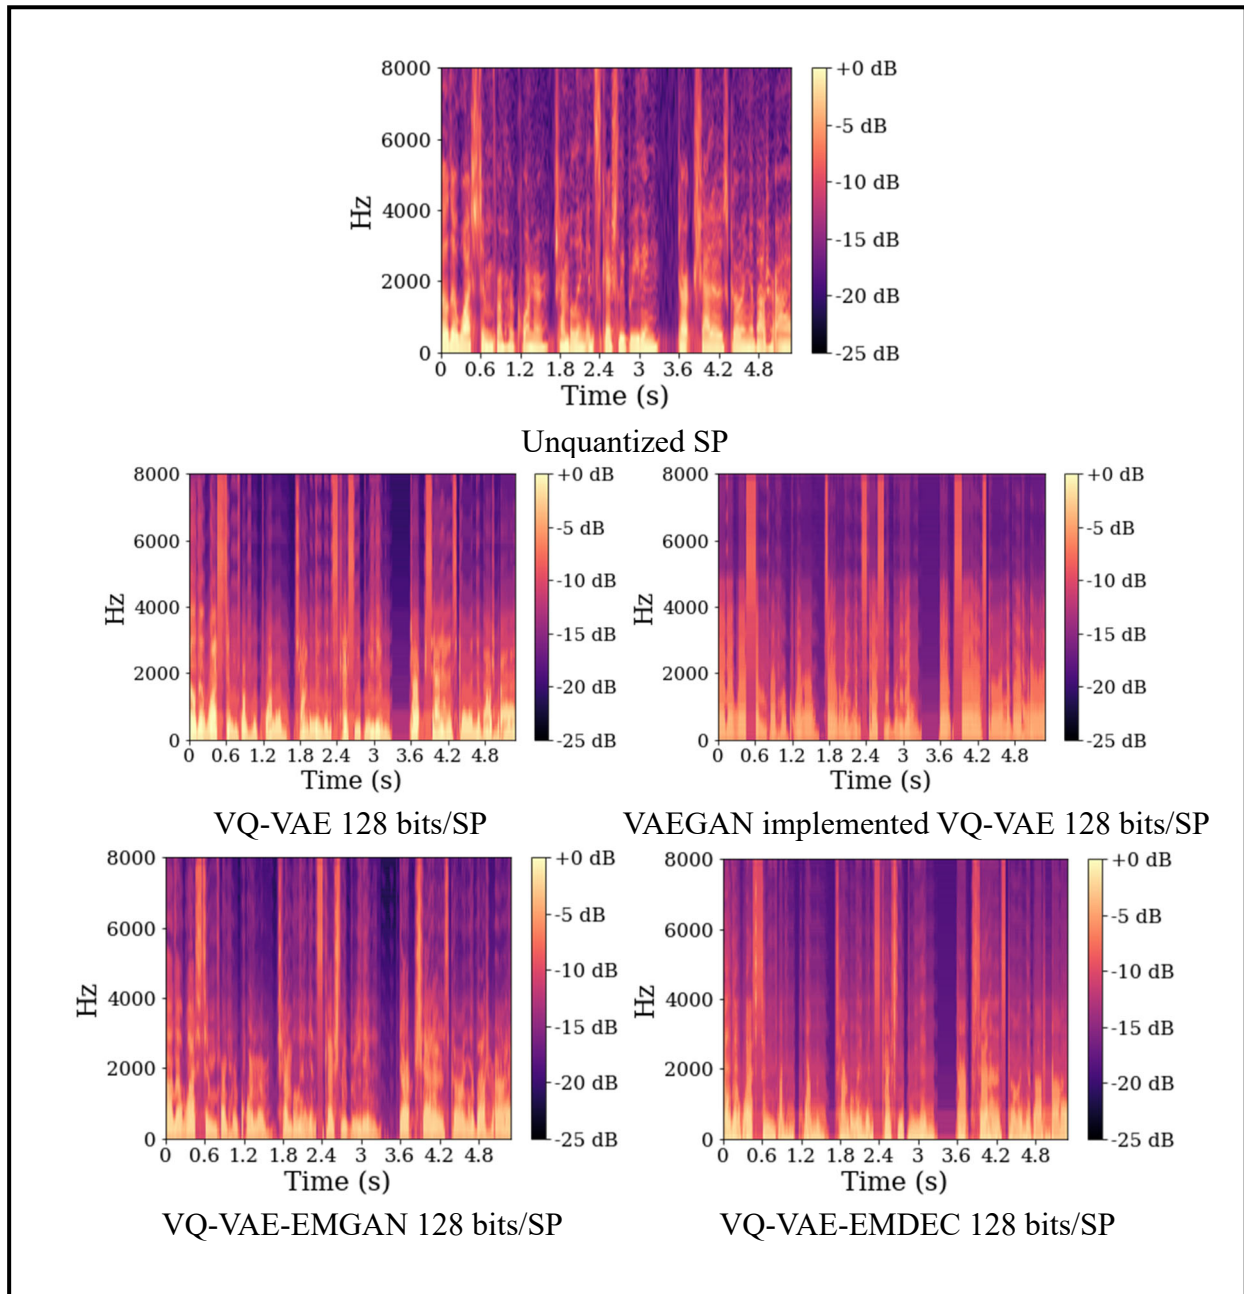 8000
6000
4000
2000
0
Hz
0 0.6 1.2 1.8 2.4 3 3.6 4.2 4.8
Time (s)
+0 dB
-5 dB
-10 dB
-15 dB
-20 dB
-25 dB
Unquantized SP
8000
6000
4000
2000
0
Hz
0 0.6 1.2 1.8 2.4 3 3.6 4.2 4.8
Time (s)
+0 dB
-5 dB
-10 dB
-15 dB
-20 dB
-25 dB
VQ-VAE 128 bits/SP
8000
6000
4000
2000
0
Hz
0 0.6 1.2 1.8 2.4 3 3.6 4.2 4.8
Time (s)
+0 dB
-5 dB
-10 dB
-15 dB
-20 dB
-25 dB
VAEGAN implemented VQ-VAE 128 bits/SP
8000
6000
4000
2000
0
Hz
0 0.6 1.2 1.8 2.4 3 3.6 4.2 4.8
Time (s)
+0 dB
-5 dB
-10 dB
-15 dB
-20 dB
-25 dB
VQ-VAE-EMGAN 128 bits/SP
8000
6000
4000
2000
0
Hz
0 0.6 1.2 1.8 2.4 3 3.6 4.2 4.8
Time (s)
+0 dB
-5 dB
-10 dB
-15 dB
-20 dB
-25 dB
VQ-VAE-EMDEC 128 bits/SP